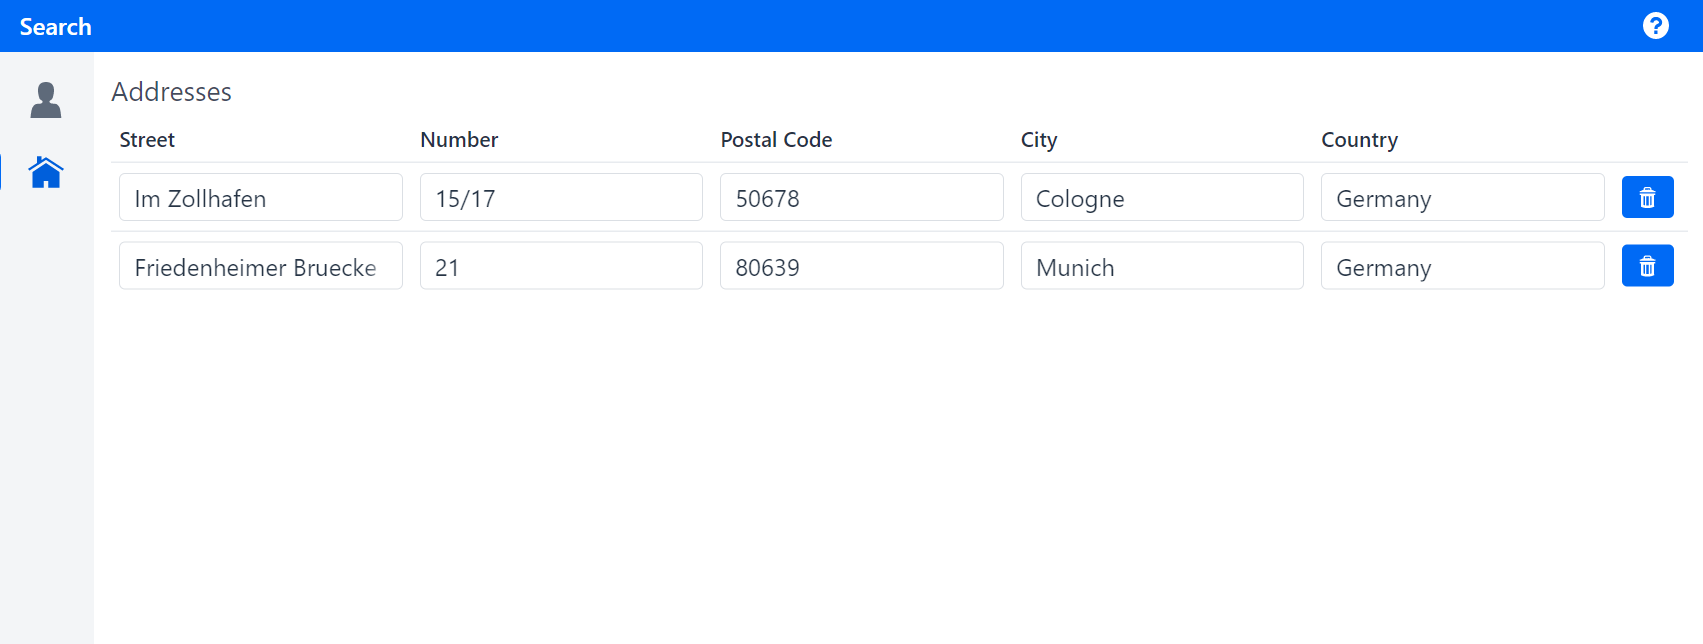 Search
?
Addresses
Street Number Postal Code City Country
Im Zollhafen 15/17 50678 Cologne Germany
Friedenheimer Bruecke 21 80639 Munich Germany